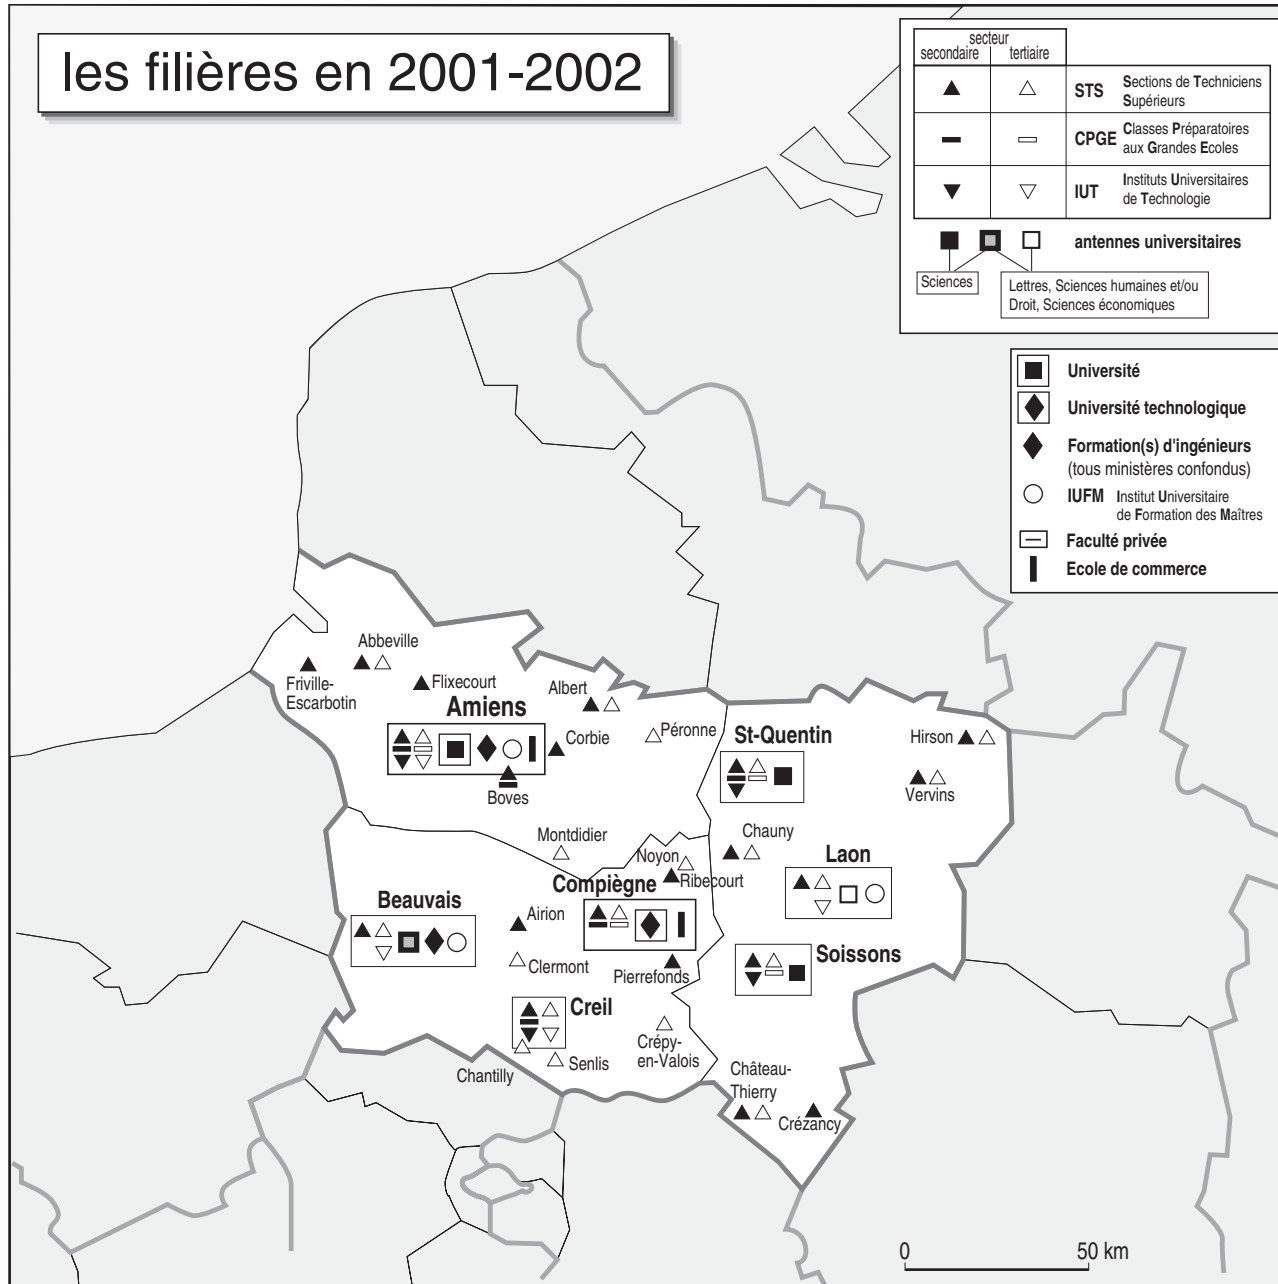 les filières en 2001-2002
secteur
secondaire tertiaire
STS Sections de Techniciens
Supérieurs
CPGE Classes Préparatoires
aux Grandes Ecoles
IUT Instituts Universitaires
de Technologie
antennes universitaires
Sciences
Lettres, Sciences humaines et/ou
Droit, Sciences économiques
Université
Université technologique
Formation(s) d'ingénieurs
(tous ministères confondus)
IUFM Institut Universitaire
de Formation des Maîtres
Faculté privée
Ecole de commerce
Abbeville
Friville-
Escarbotin
Flixecourt
Albert
Amiens
Corbie
Péronne
St-Quentin
Hirson
Boves
Vervins
Montdidier
Chauny
Noyon
Laon
Compiègne
Ribecourt
Beauvais
Airion
Clermont
Pierrefonds
Soissons
Creil
Crépy-
en-Valois
Senlis
Chantilly
Château-
Thierry
Crézancy
0 50 km